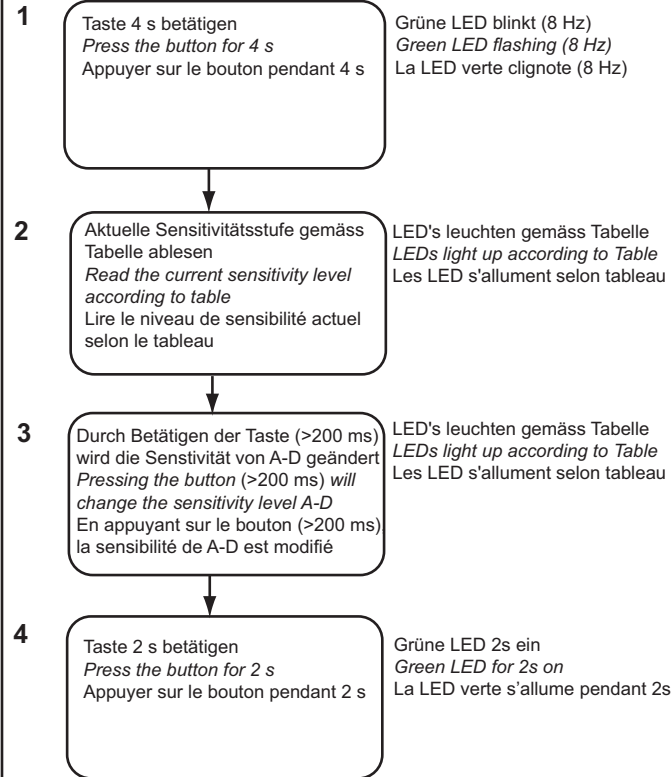 1
Taste 4 s betätigen
Press the button for 4 s
Appuyer sur le bouton pendant 4 s
Grüne LED blinkt (8 Hz)
Green LED flashing (8 Hz)
La LED verte clignote (8 Hz)
2
Aktuelle Sensitivitätsstufe gemäss
Tabelle ablesen
Read the current sensitivity level
according to table
Lire le niveau de sensibilité actuel
selon le tableau
LED's leuchten gemäss Tabelle
LEDs light up according to Table
Les LED s'allument selon tableau
3
Durch Betätigen der Taste (>200 ms)
wird die Senstivität von A-D geändert
Pressing the button (>200 ms) will
change the sensitivity level A-D
En appuyant sur le bouton (>200 ms),
la sensibilité de A-D est modifié
LED's leuchten gemäss Tabelle
LEDs light up according to Table
Les LED s'allument selon tableau
4
Taste 2 s betätigen
Press the button for 2 s
Appuyer sur le bouton pendant 2 s
Grüne LED 2s ein
Green LED for 2s on
La LED verte s’allume pendant 2s